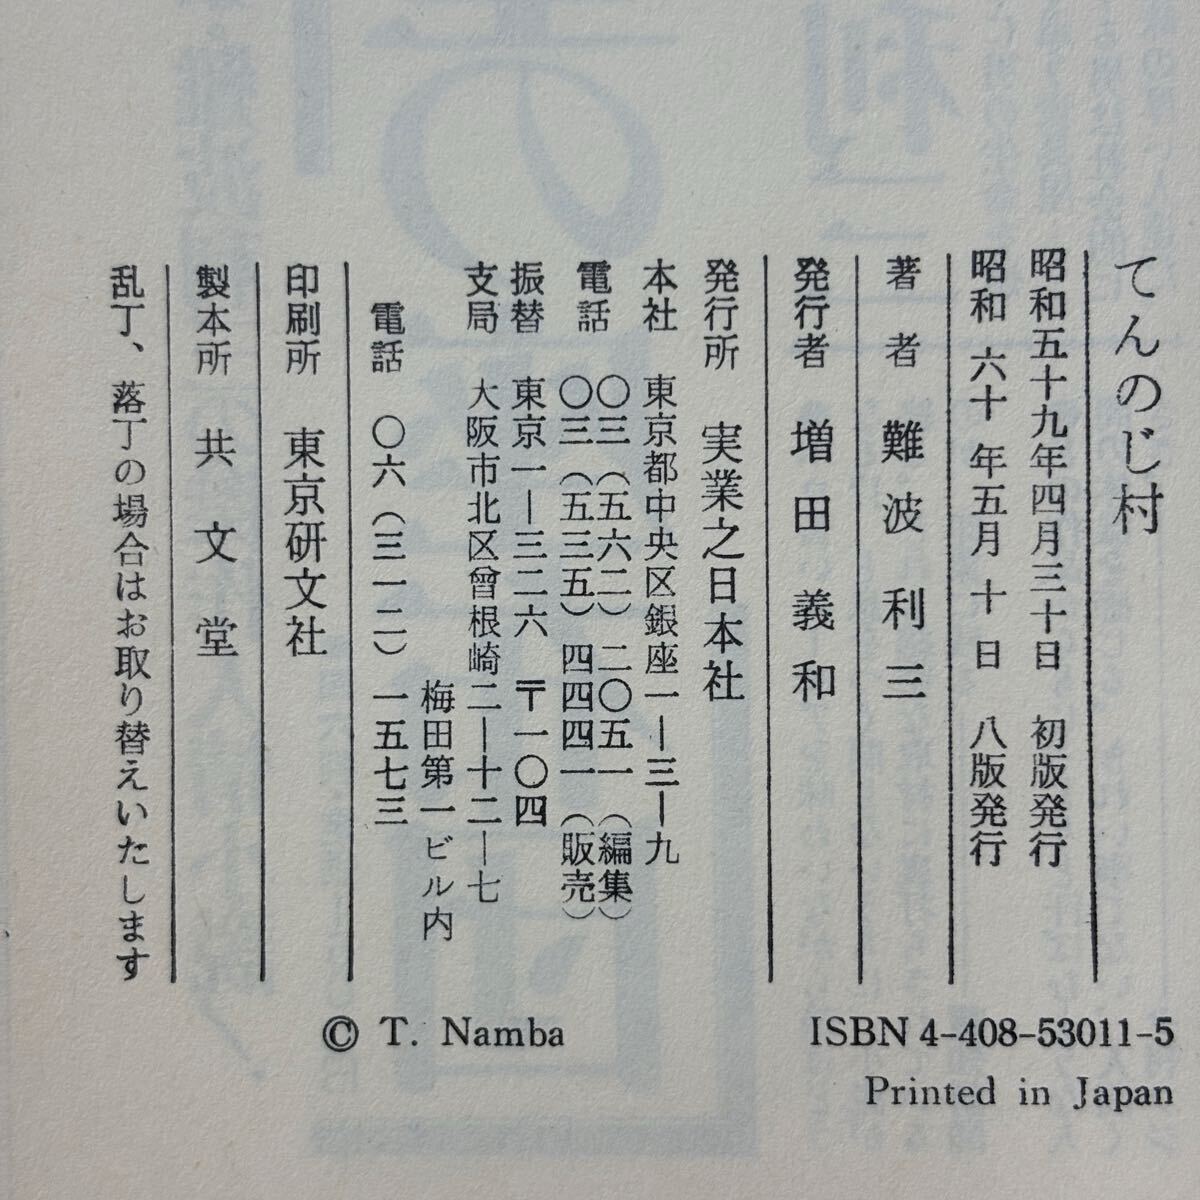 てんのじ村
昭和五十九年四月三十日　初版発行
昭和六十年五月十日　八版発行
著者　難波利三
発行者　増田義和
発行所　実業之日本社
本社　東京都中央区銀座一ー三ー九
電話　〇三（五六二）二〇五一（編集）
〇三（五三五）四四四一（販売）
振替　東京一ー三二六　〒一〇四
支局　大阪市北区曾根崎二ー十二ー七
梅田第一ビル内
電話　〇六（三一二）一五七三
印刷所　東京研文社
製本所　共文堂
乱丁、落丁の場合はお取り替えいたします
© T. Namba
ISBN 4-408-53011-5
Printed in Japan